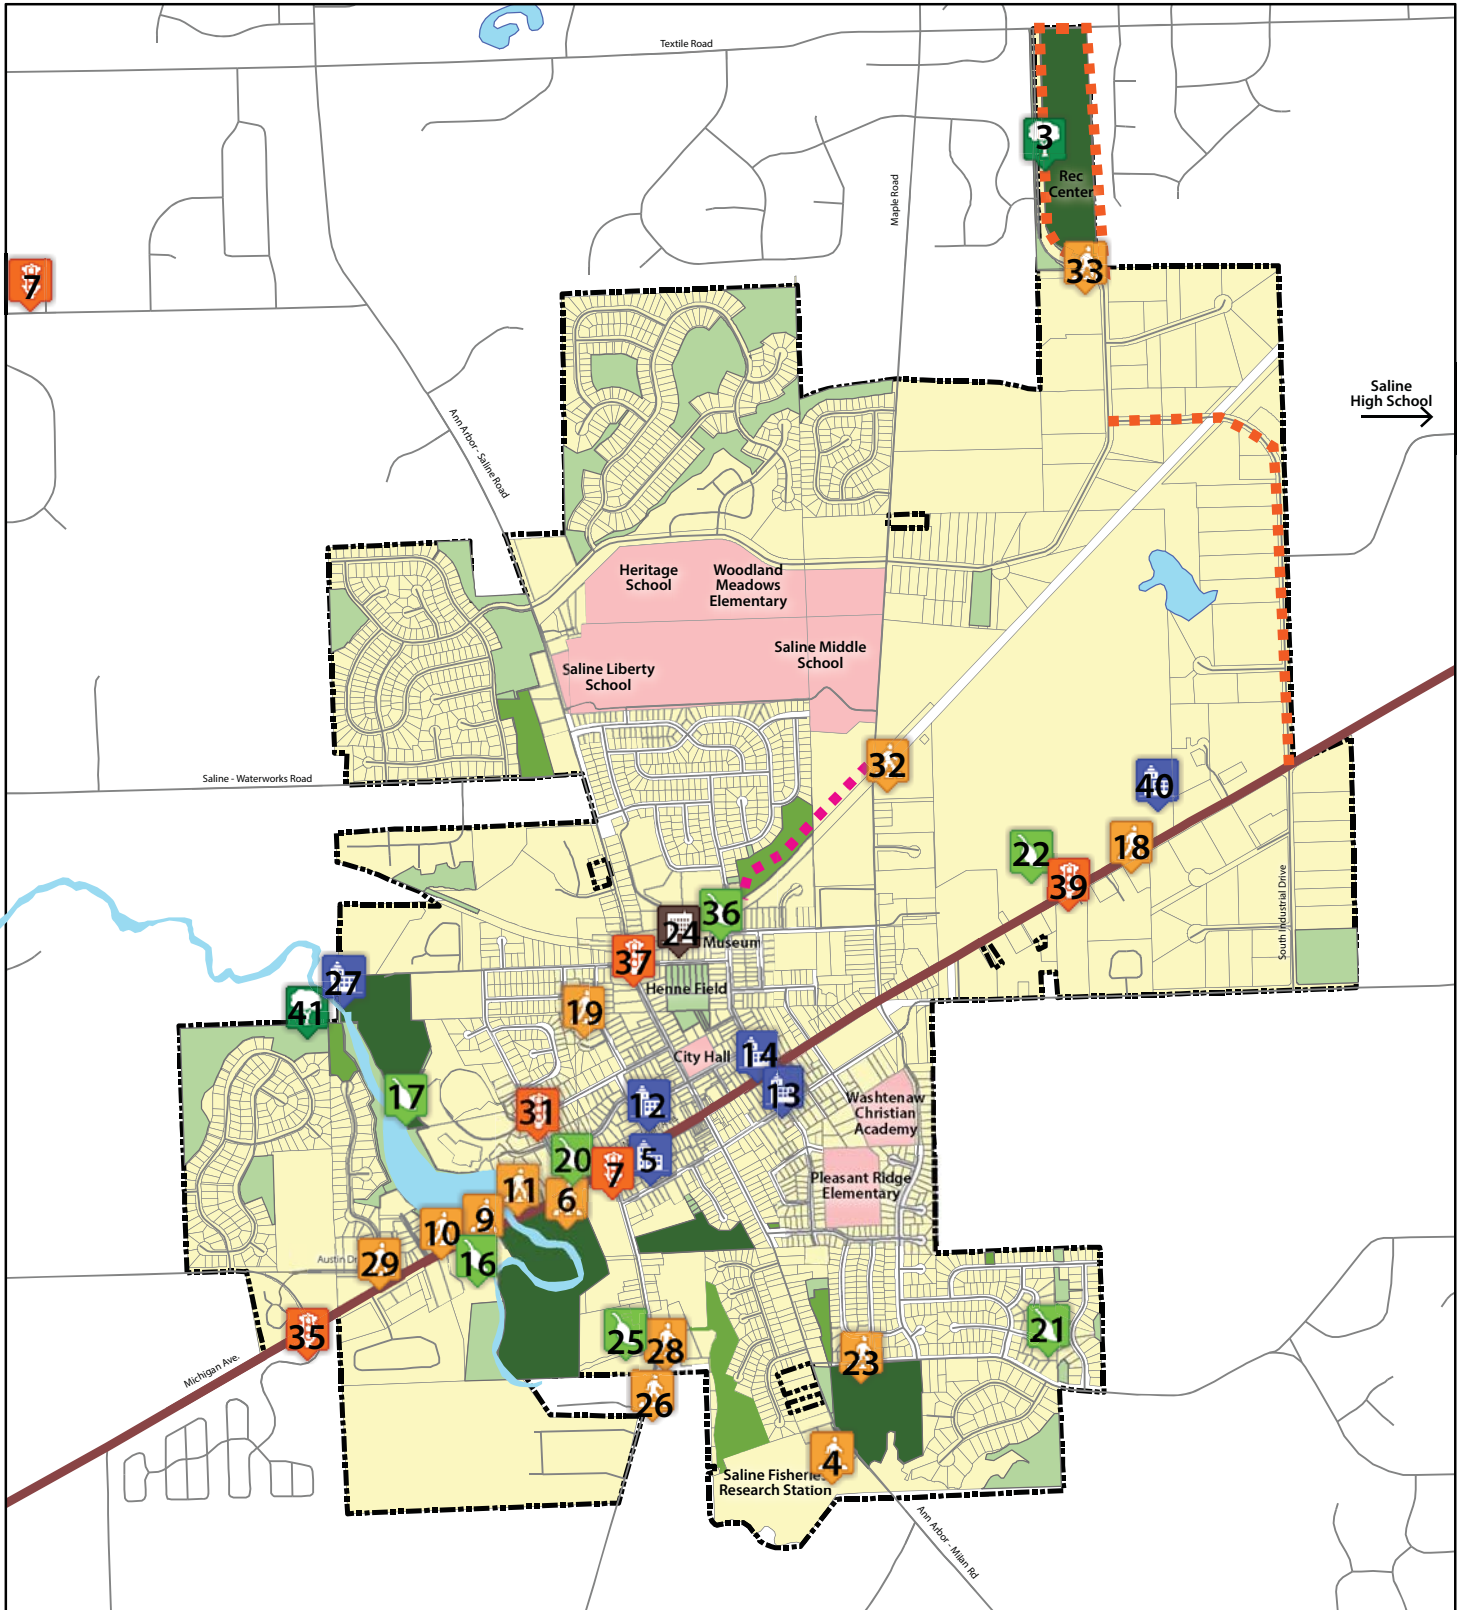 Textile Road
3
Rec
Center
Maple Road
33
7
Saline
High School
Ann Arbor - Saline Road
Heritage
School
Woodland
Meadows
Elementary
Saline Middle
School
Saline Liberty
School
32
Saline - Waterworks Road
40
18
22
39
South Industrial Drive
36
24
Museum
37
27
Henne Field
41
19
14
City Hall
13
17
12
31
Washtenaw
Christian
Academy
20
7
5
11
6
Pleasant Ridge
Elementary
9
10
Austin Dr
29
16
35
25
28
21
23
Michigan Ave.
26
4
Saline Fisheries
Research Station
Ann Arbor - Milan Rd